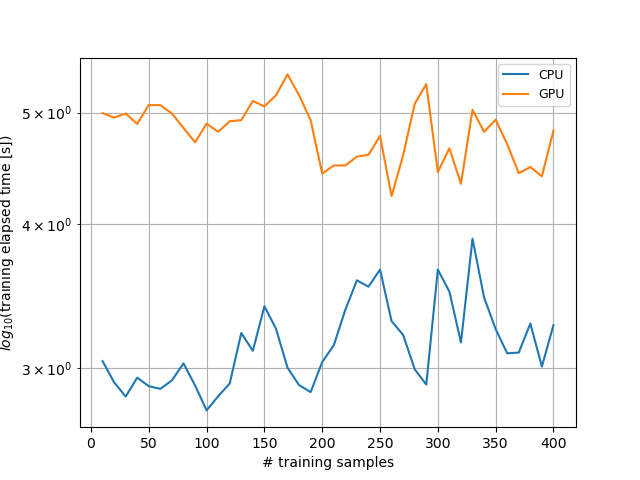 CPU
GPU
5 × 10⁰
4 × 10⁰
3 × 10⁰
log₁₀(training elapsed time [s])
0 50 100 150 200 250 300 350 400
# training samples